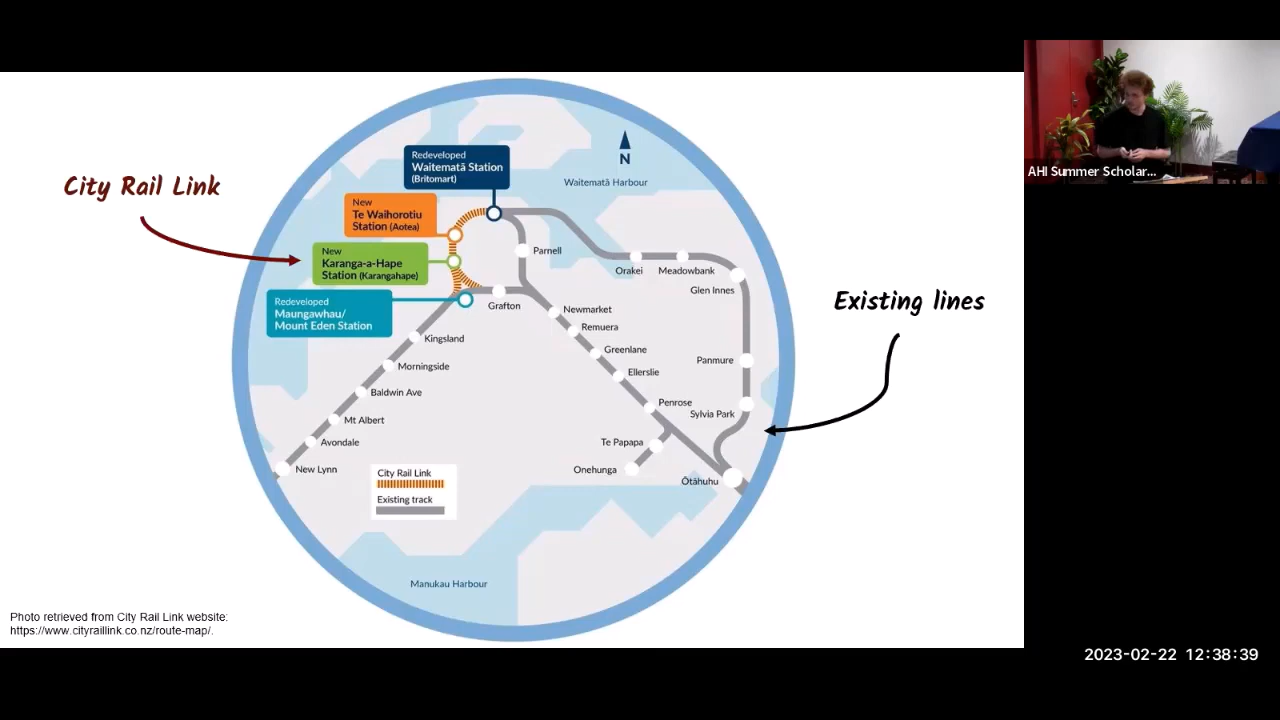 City Rail Link
Redeveloped
Waitematā Station
(Britomart)
New
Te Waihorotiu
Station (Aotea)
New
Karanga-a-Hape
Station (Karangahape)
Redeveloped
Maungawhau/
Mount Eden Station
N
Waitematā Harbour
Parnell
Orakei
Meadowbank
Glen Innes
Grafton
Newmarket
Remuera
Greenlane
Ellerslie
Penrose
Panmure
Sylvia Park
Te Papapa
Onehunga
Ōtāhuhu
Kingsland
Morningside
Baldwin Ave
Mt Albert
Avondale
New Lynn
City Rail Link
Existing track
Manukau Harbour
Existing lines
Photo retrieved from City Rail Link website:
https://www.cityraillink.co.nz/route-map/.
AHI Summer Scholar...
2023-02-22 12:38:39